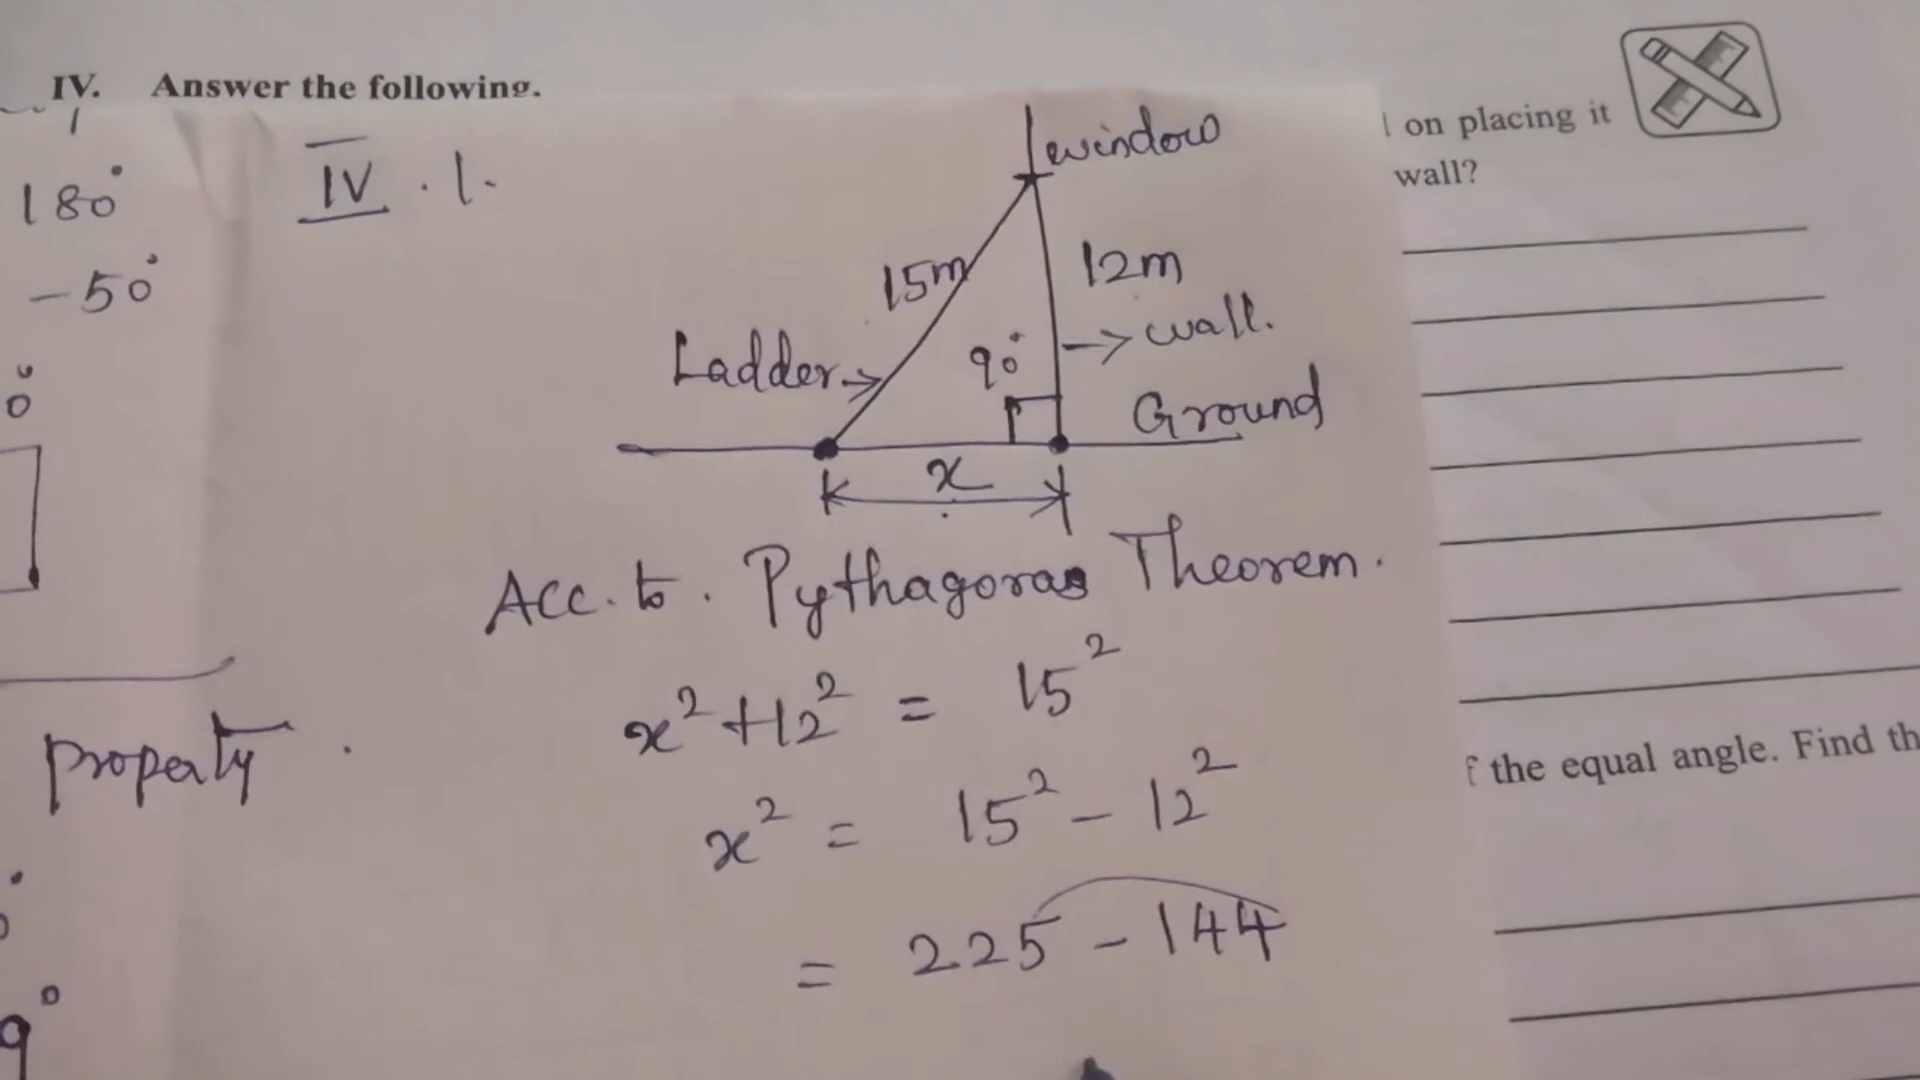 IV. Answer the following.
on placing it
wall?
180°
-50°
IV . 1.
window
15m
12m
Ladder
90°
wall.
Ground
x
Acc. to. Pythagoras Theorem.
x² + 12² = 15²
x² = 15² - 12²
= 225 - 144
property.
the equal angle. Find th
9°